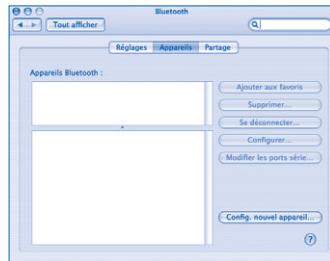 Bluetooth
Tout afficher
Réglages Appareils Partage
Appareils Bluetooth :
Ajouter aux favoris
Supprimer...
Se déconnecter...
Configurer...
Modifier les ports série...
Config. nouvel appareil...
?